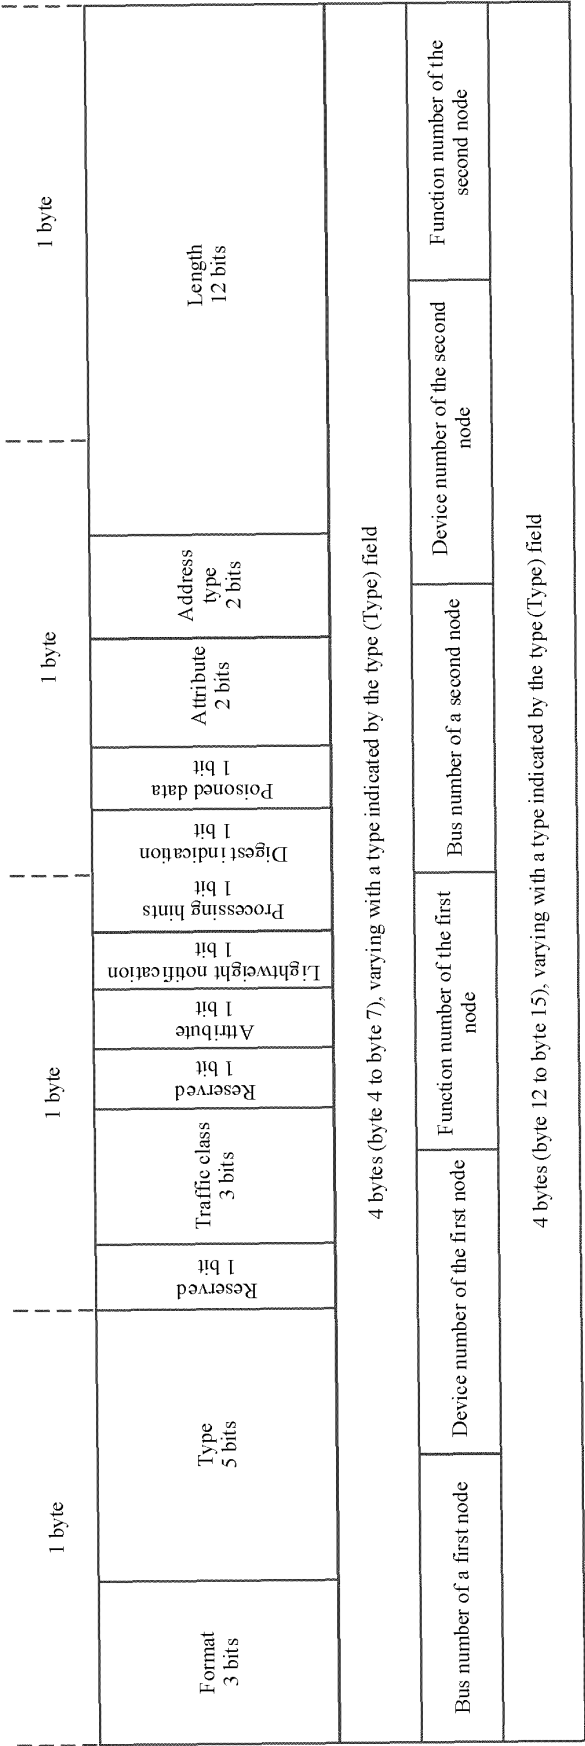 1 byte
1 byte
1 byte
1 byte
Format
3 bits
Type
5 bits
Reserved
1 bit
Traffic class
3 bits
Reserved
1 bit
Attribute
1 bit
Lightweight notification
1 bit
Processing hints
1 bit
Digest indication
1 bit
Poisoned data
1 bit
Attribute
2 bits
Address
type
2 bits
Length
12 bits
4 bytes (byte 4 to byte 7), varying with a type indicated by the type (Type) field
Bus number of a first node
Device number of the first node
Function number of the first
node
Bus number of a second node
Device number of the second
node
Function number of the
second node
4 bytes (byte 12 to byte 15), varying with a type indicated by the type (Type) field